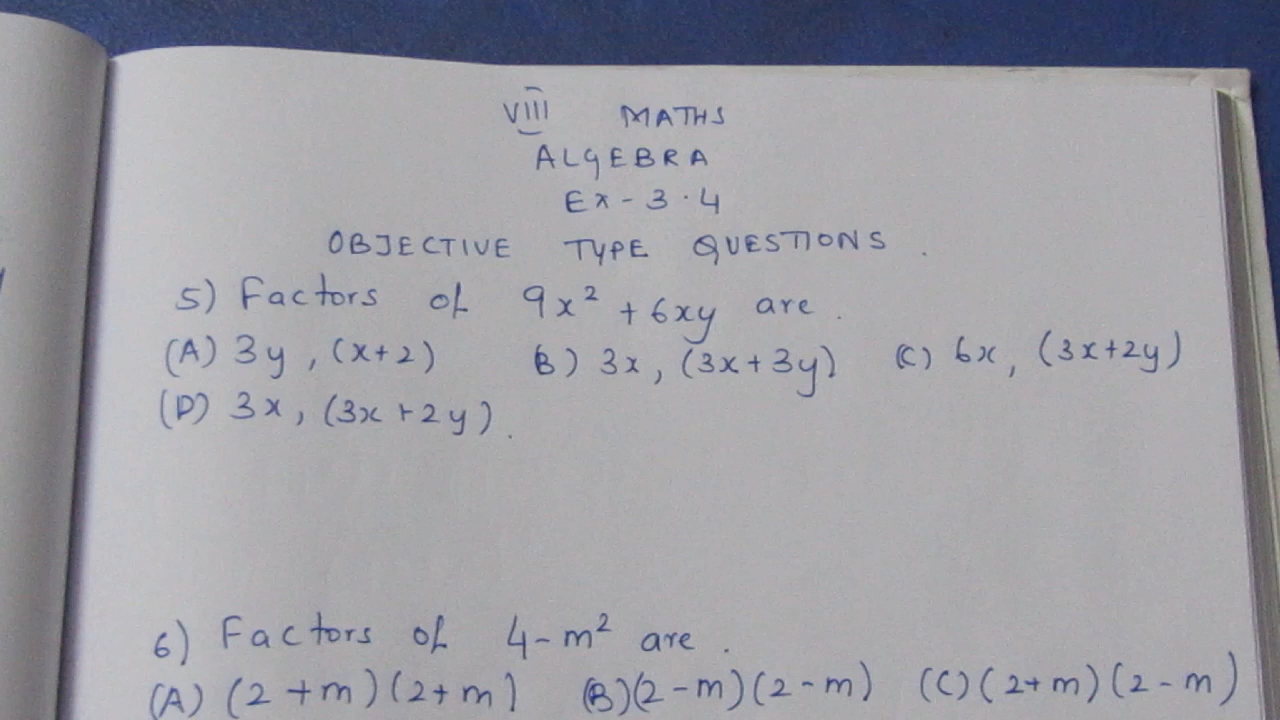 VIII MATHS
ALGEBRA
Ex - 3.4
OBJECTIVE TYPE QUESTIONS.
5) Factors of 9x² + 6xy are.
(A) 3y, (x+2) B) 3x, (3x+3y) (C) 6x, (3x+2y)
(D) 3x, (3x+2y).
6) Factors of 4-m² are.
(A) (2+m)(2+m) (B)(2-m)(2-m) (C)(2+m)(2-m)